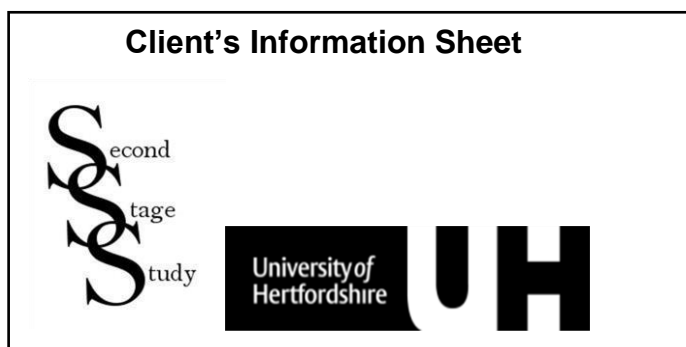 Client's Information Sheet
Second
Stage
Study
University of
Hertfordshire
UH